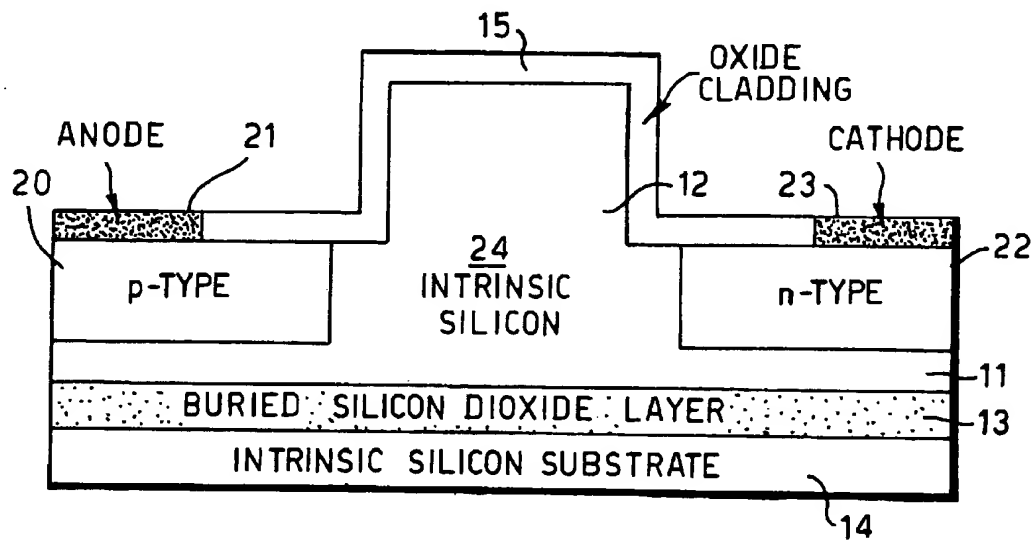 15
OXIDE
CLADDING
ANODE
21
CATHODE
20
12
23
24
22
p-TYPE
INTRINSIC
SILICON
n-TYPE
11
BURIED SILICON DIOXIDE LAYER
13
INTRINSIC SILICON SUBSTRATE
14